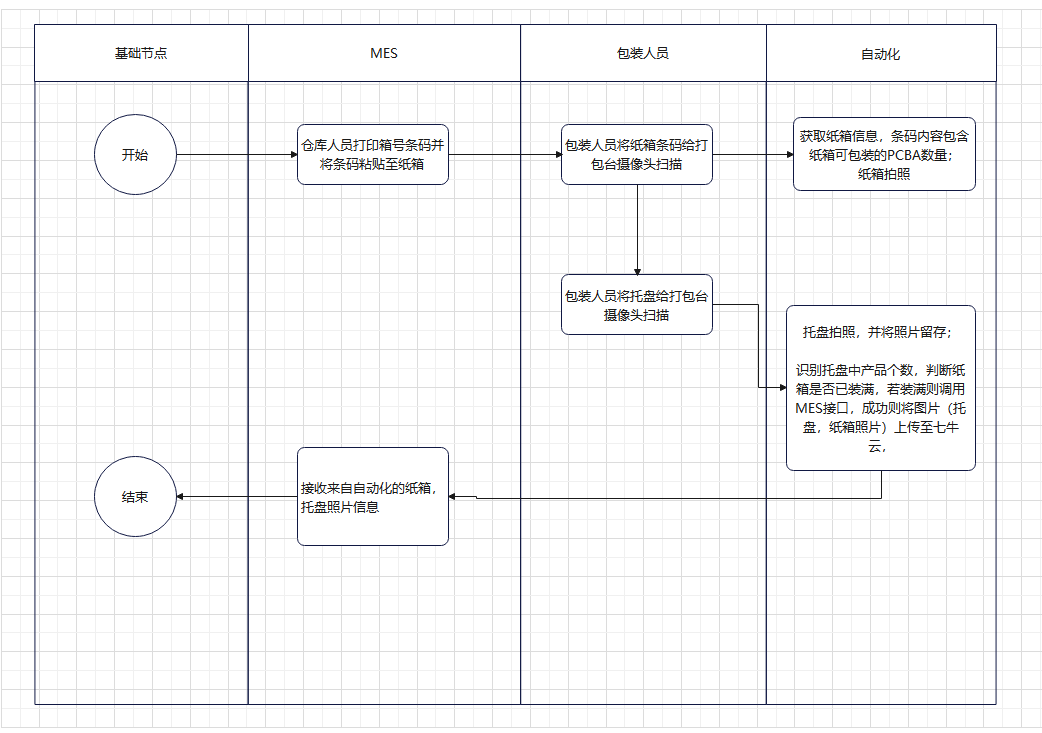 基础节点
MES
包装人员
自动化
开始
仓库人员打印箱号条码并
将条码粘贴至纸箱
包装人员将纸箱条码给打
包台摄像头扫描
获取纸箱信息，条码内容包含
纸箱可包装的PCBA数量；
纸箱拍照
包装人员将托盘给打包台
摄像头扫描
托盘拍照，并将照片留存；
识别托盘中产品个数，判断纸
箱是否已装满，若装满则调用
MES接口，成功则将图片（托
盘，纸箱照片）上传至七牛
云，
接收来自自动化的纸箱，
托盘照片信息
结束